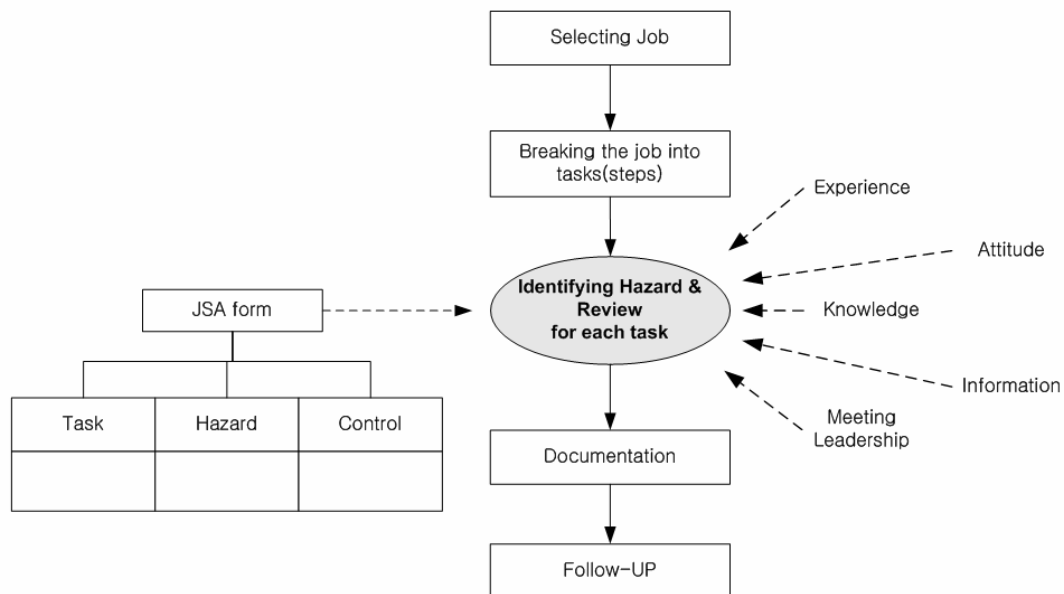 Selecting Job
Breaking the job into
tasks(steps)
Experience
Attitude
Identifying Hazard &
Review
for each task
JSA form
Knowledge
Information
Task
Hazard
Control
Meeting
Leadership
Documentation
Follow-UP